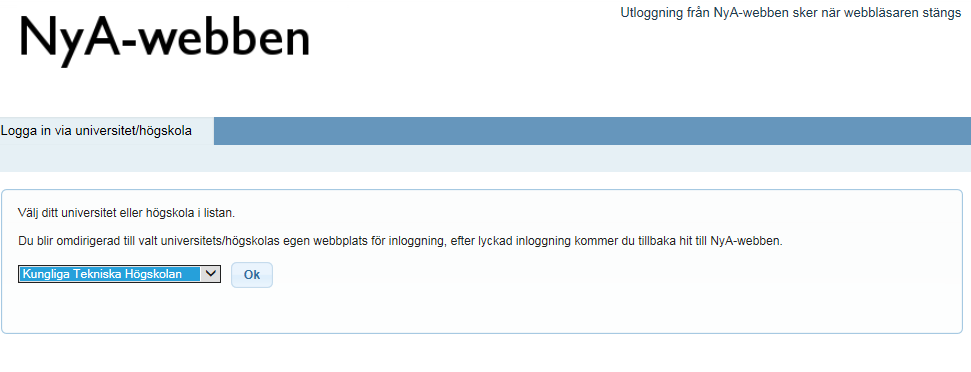 Utloggning från NyA-webben sker när webbläsaren stängs
NyA-webben
Logga in via universitet/högskola
Välj ditt universitet eller högskola i listan.
Du blir omdirigerad till valt universitets/högskolas egen webbplats för inloggning, efter lyckad inloggning kommer du tillbaka hit till NyA-webben.
Kungliga Tekniska Högskolan
Ok